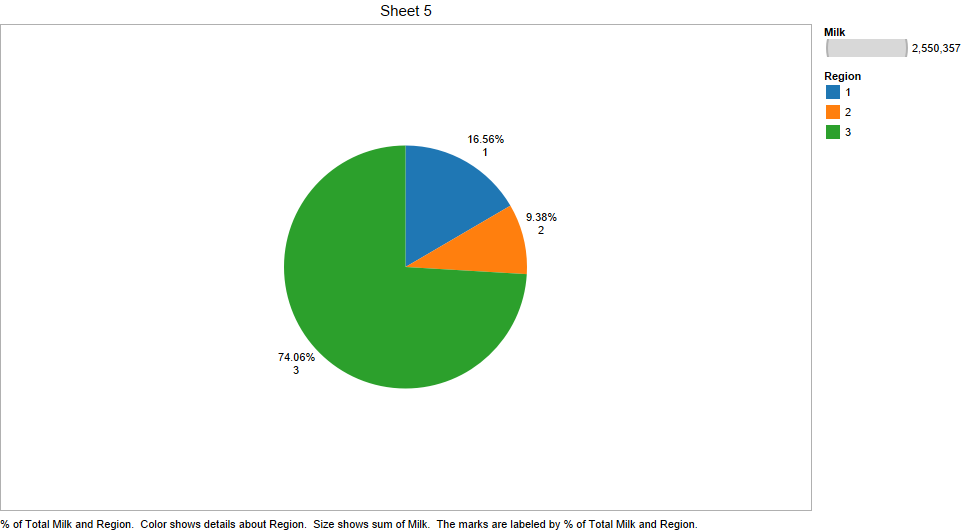 Sheet 5
Milk
2,550,357
Region
1
2
3
16.56%
1
9.38%
2
74.06%
3
% of Total Milk and Region.  Color shows details about Region.  Size shows sum of Milk.  The marks are labeled by % of Total Milk and Region.